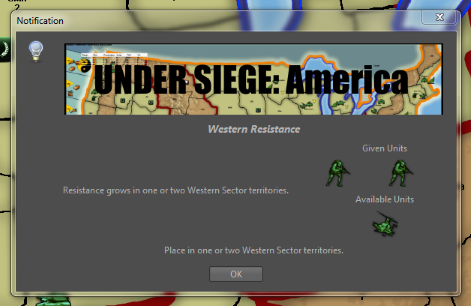 Notification
UNDER SIEGE: America
Western Resistance
Given Units
Resistance grows in one or two Western Sector territories.
Available Units
Place in one or two Western Sector territories.
OK